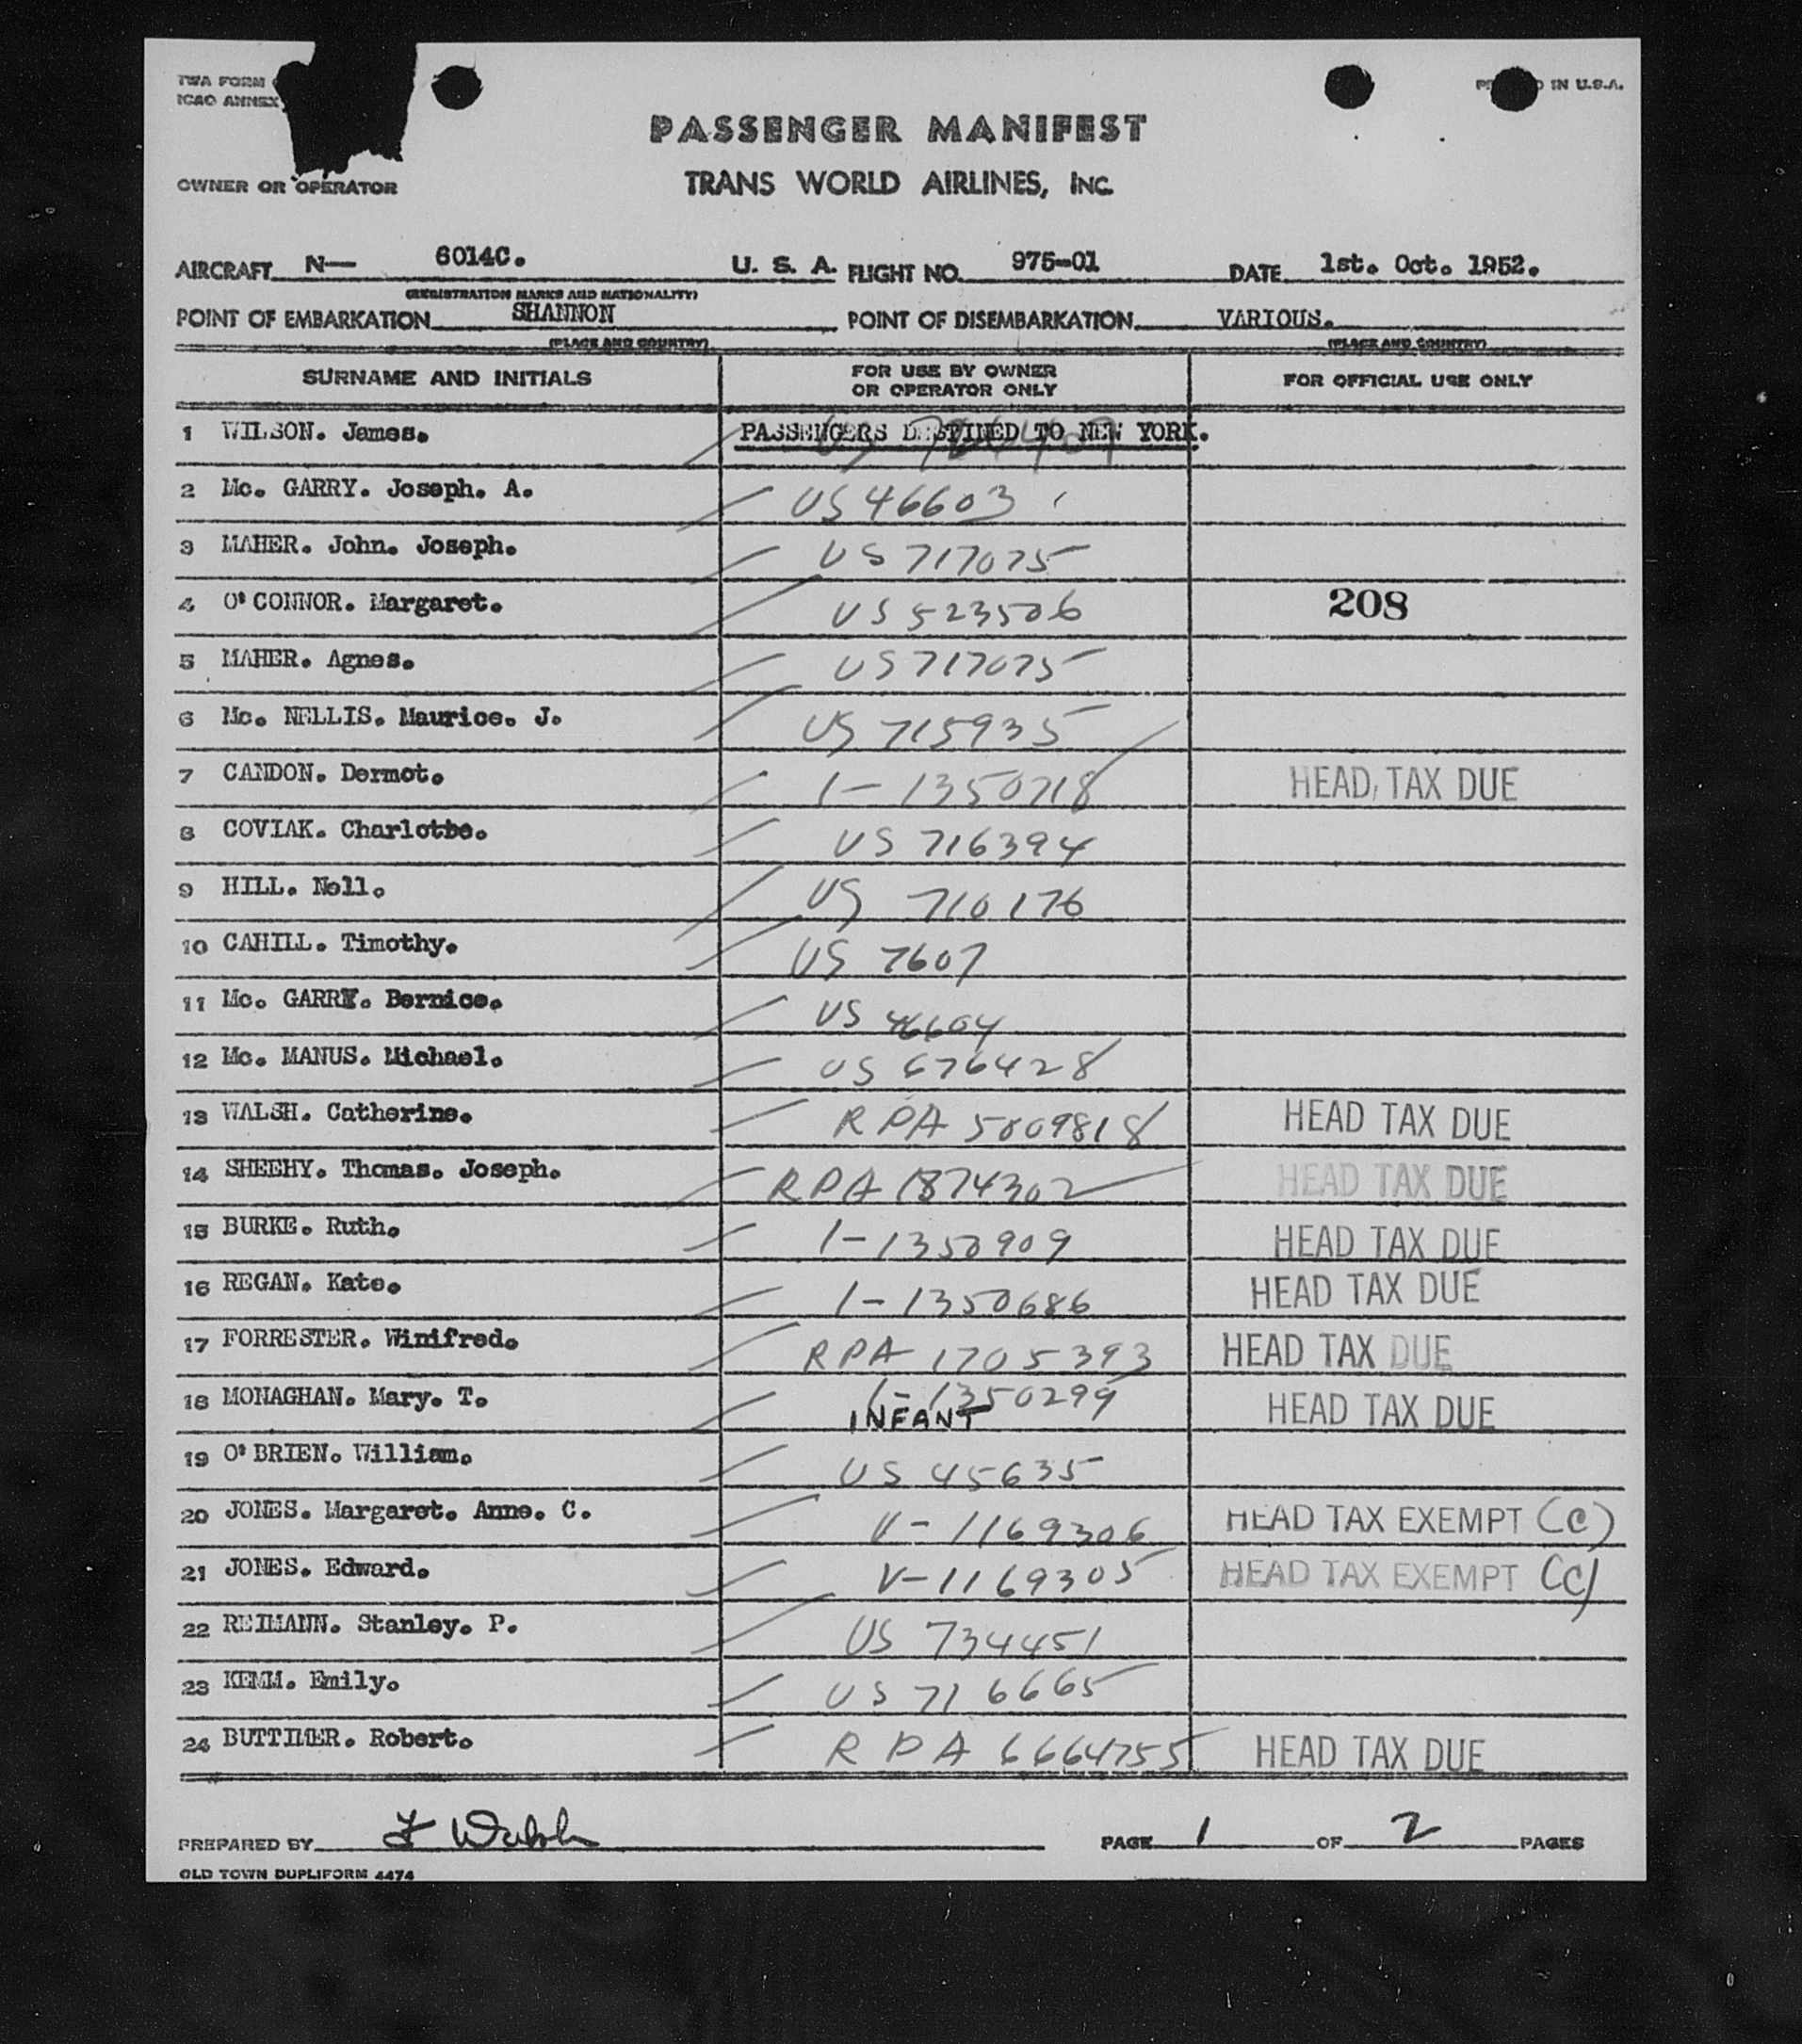 TWA FORM
ICAO ANNEX
IN U.S.A.
PASSENGER MANIFEST
OWNER OR OPERATOR
TRANS WORLD AIRLINES, INC.
AIRCRAFT N— 6014C. U. S. A. FLIGHT NO. 975-01 DATE 1st. Oct. 1952.
(REGISTRATION MARKS AND NATIONALITY)
POINT OF EMBARKATION SHANNON POINT OF DISEMBARKATION VARIOUS.
(PLACE AND COUNTRY) (PLACE AND COUNTRY)
SURNAME AND INITIALS FOR USE BY OWNER OR OPERATOR ONLY FOR OFFICIAL USE ONLY
1 WILSON. James. PASSENGERS DESTINED TO NEW YORK.
2 Mc. GARRY. Joseph. A. US 46603
3 MAHER. John. Joseph. US 717075
4 O'CONNOR. Margaret. US 523506 208
5 MAHER. Agnes. US 717075
6 Mc. NELLIS. Maurice. J. US 715935
7 CANDON. Dermot. 1-1350718 HEAD TAX DUE
8 COVIAK. Charlotte. US 716394
9 HILL. Nell. US 710176
10 CAHILL. Timothy. US 7607
11 Mc. GARRY. Bernice. US 46604
12 Mc. MANUS. Michael. US 676428
13 WALSH. Catherine. RPA 5809818 HEAD TAX DUE
14 SHEEHY. Thomas. Joseph. RPA 1874302 HEAD TAX DUE
15 BURKE. Ruth. 1-1350909 HEAD TAX DUE
16 REGAN. Kate. 1-1350686 HEAD TAX DUE
17 FORRESTER. Winifred. RPA 1705393 HEAD TAX DUE
18 MONAGHAN. Mary. T. 1-1350299 INFANT HEAD TAX DUE
19 O'BRIEN. William. US 45635
20 JONES. Margaret. Anne. C. V-1169306 HEAD TAX EXEMPT (C)
21 JONES. Edward. V-1169305 HEAD TAX EXEMPT (C)
22 REIMANN. Stanley. P. US 734451
23 KEMM. Emily. US 716665
24 BUTTIMER. Robert. RPA 6664755 HEAD TAX DUE
PREPARED BY F Walsh PAGE 1 OF 2 PAGES
OLD TOWN DUPLIFORM 4474